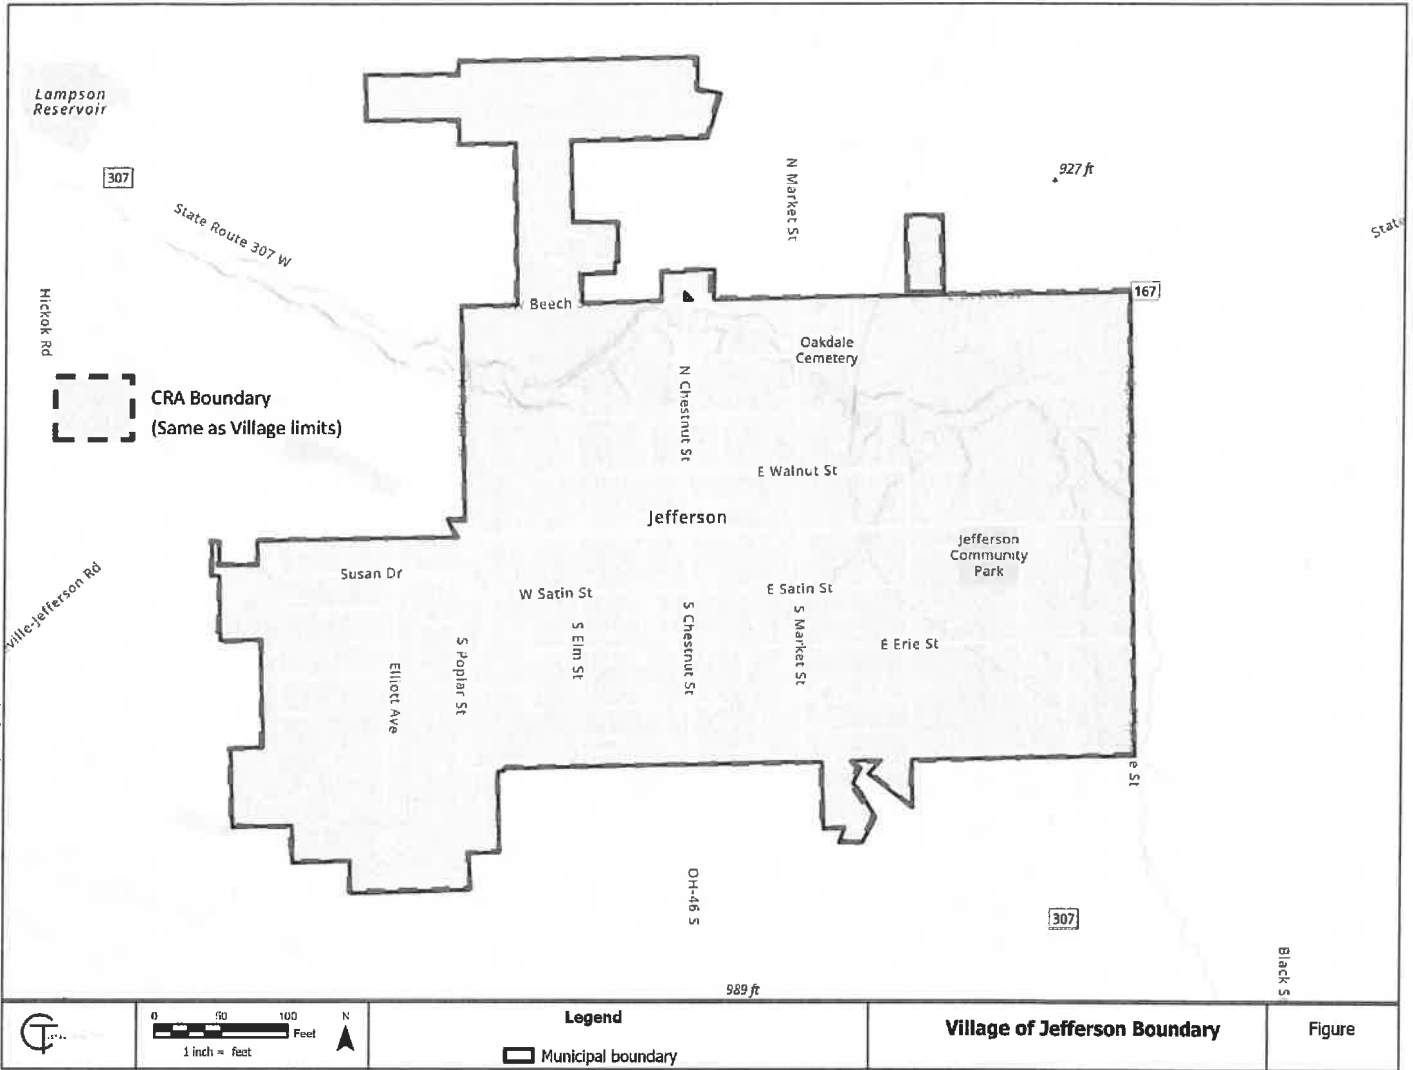 Lampson
Reservoir
307
State Route 307 W
Hickok Rd
N Market St
927 ft
State
167
Beech
Oakdale
Cemetery
N Chestnut St
CRA Boundary
(Same as Village limits)
E Walnut St
Jefferson
Jefferson
Community
Park
Susan Dr
W Satin St
E Satin St
ville-Jefferson Rd
S Elm St
S Chestnut St
S Market St
E Erie St
S Poplar St
Elliott Ave
e St
OH-46 S
307
Black S
989 ft
0 50 100
Feet
1 inch = feet
N
Legend
Municipal boundary
Village of Jefferson Boundary
Figure